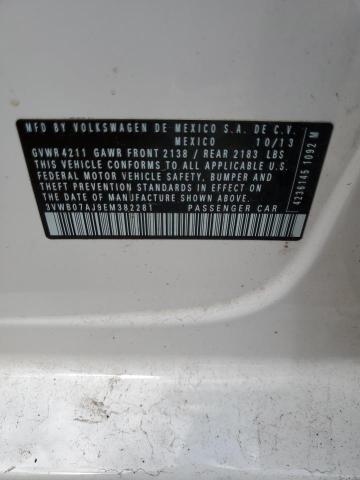 MFD BY VOLKSWAGEN DE MEXICO S.A. DE C.V.
MEXICO 10/13
GVWR 4211 GAWR FRONT 2138 / REAR 2183 LBS
THIS VEHICLE CONFORMS TO ALL APPLICABLE U.S.
FEDERAL MOTOR VEHICLE SAFETY, BUMPER AND
THEFT PREVENTION STANDARDS IN EFFECT ON
THE DATE OF MANUFACTURE SHOWN ABOVE.
3VWB07AJ9EM382281 PASSENGER CAR
4236145 1092 M